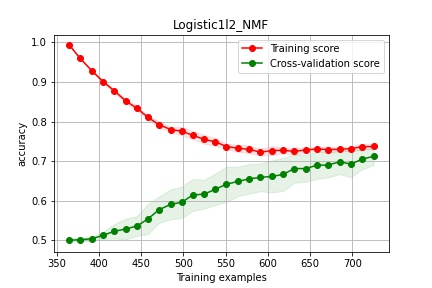 Logistic1l2_NMF
1.0
0.9
0.8
0.7
0.6
0.5
accuracy
Training score
Cross-validation score
350 400 450 500 550 600 650 700
Training examples